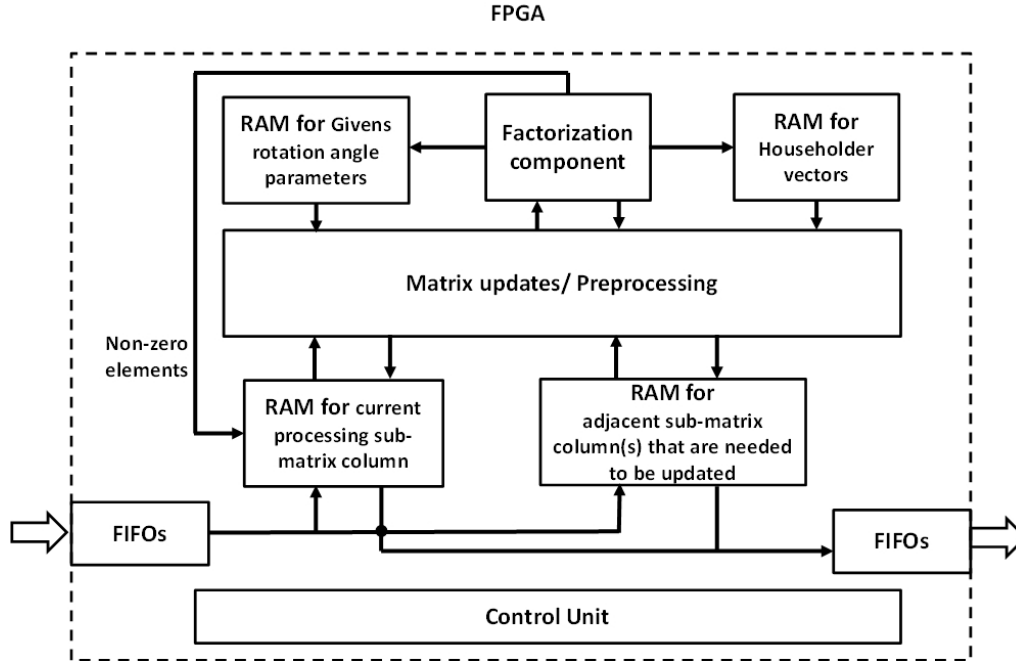 FPGA
RAM for Givens
rotation angle
parameters
Factorization
component
RAM for
Householder
vectors
Matrix updates/ Preprocessing
Non-zero
elements
RAM for current
processing sub-
matrix column
RAM for
adjacent sub-matrix
column(s) that are needed
to be updated
FIFOs
FIFOs
Control Unit